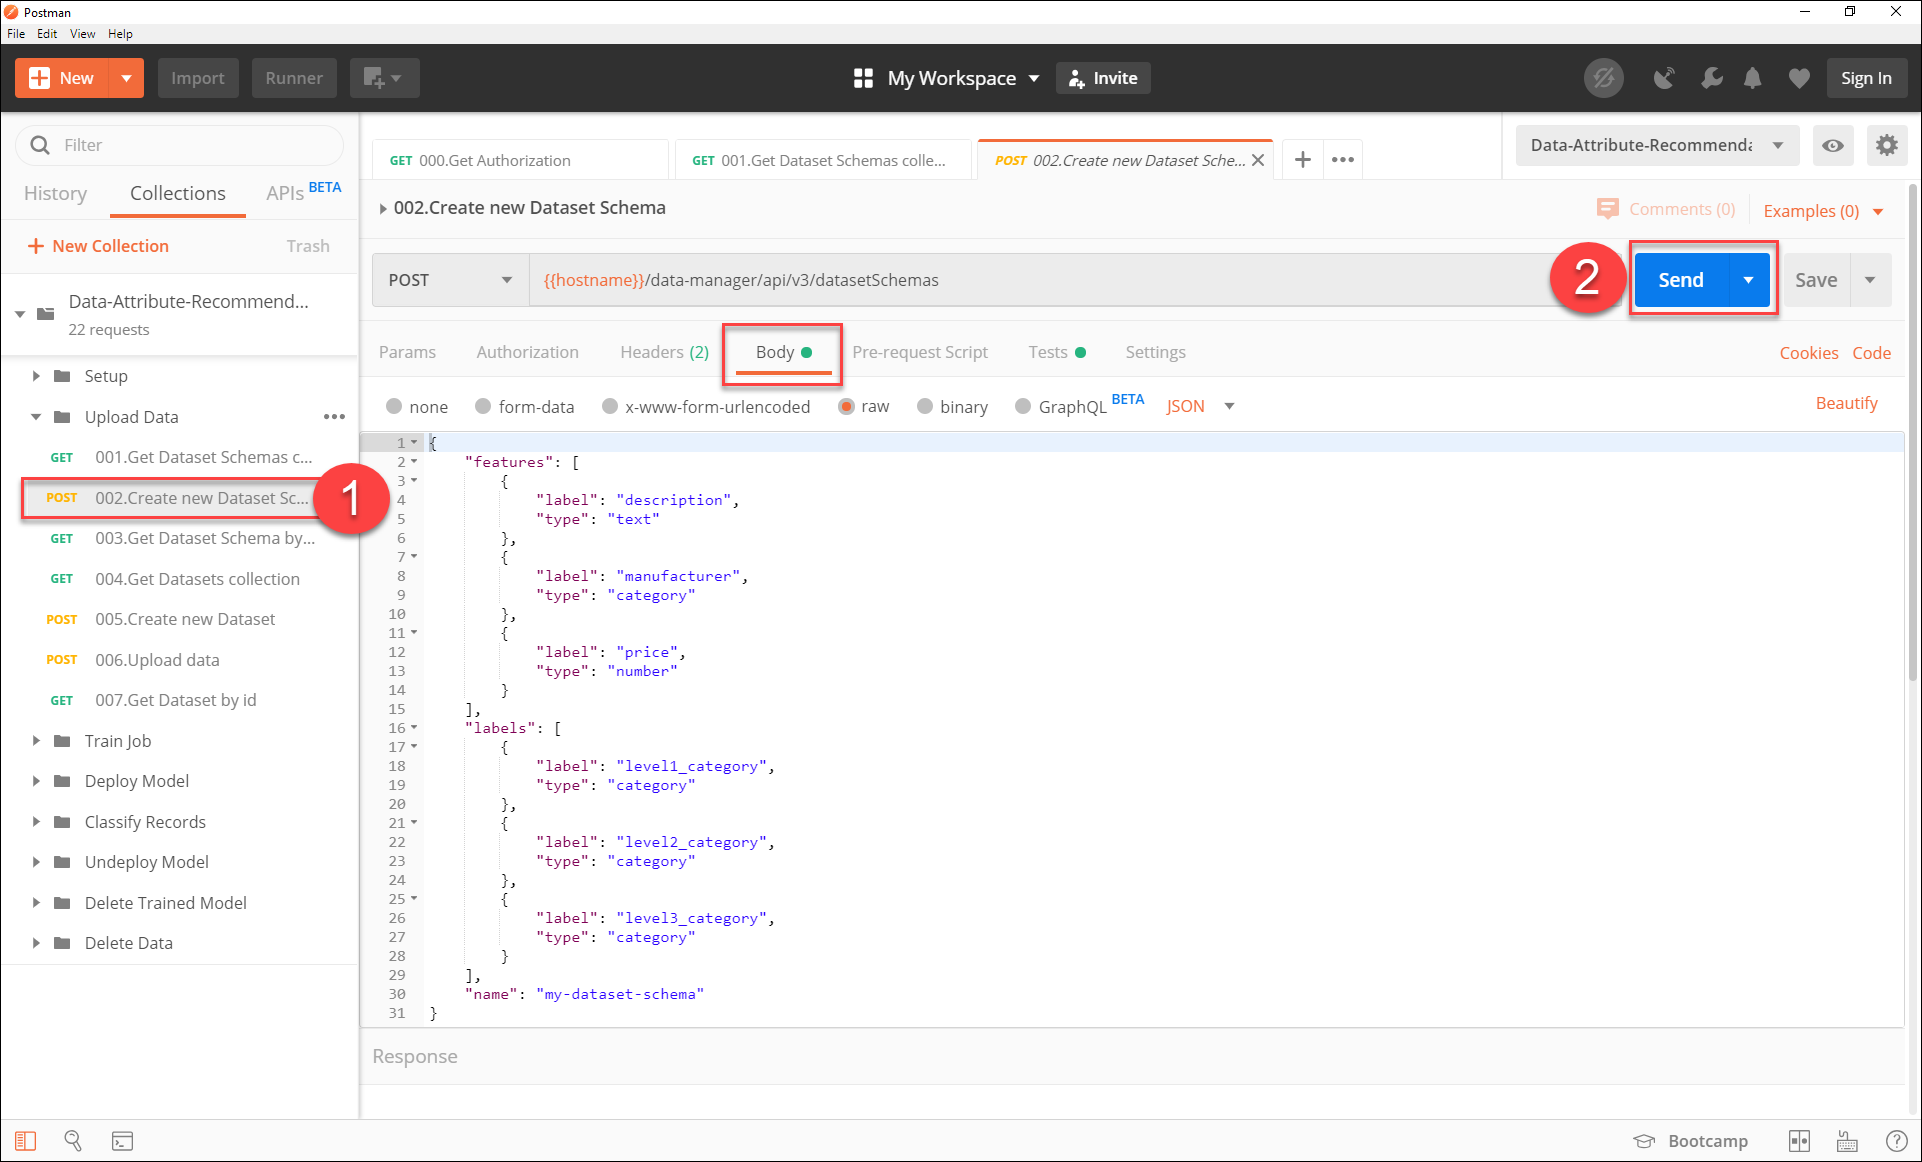 Postman
File Edit View Help
New Import Runner My Workspace Invite Sign In
Filter
History Collections APIs BETA
New Collection Trash
Data-Attribute-Recommend...
22 requests
Setup
Upload Data
GET 001.Get Dataset Schemas c...
POST 002.Create new Dataset Sc...
1
GET 003.Get Dataset Schema by...
GET 004.Get Datasets collection
POST 005.Create new Dataset
POST 006.Upload data
GET 007.Get Dataset by id
Train Job
Deploy Model
Classify Records
Undeploy Model
Delete Trained Model
Delete Data
GET 000.Get Authorization GET 001.Get Dataset Schemas colle... POST 002.Create new Dataset Sche... Data-Attribute-Recommenda
002.Create new Dataset Schema Comments (0) Examples (0)
POST {{hostname}}/data-manager/api/v3/datasetSchemas 2 Send Save
Params Authorization Headers (2) Body Pre-request Script Tests Settings Cookies Code
none form-data x-www-form-urlencoded raw binary GraphQL BETA JSON Beautify
1 {
2 "features": [
3 {
4 "label": "description",
5 "type": "text"
6 },
7 {
8 "label": "manufacturer",
9 "type": "category"
10 },
11 {
12 "label": "price",
13 "type": "number"
14 }
15 ],
16 "labels": [
17 {
18 "label": "level1_category",
19 "type": "category"
20 },
21 {
22 "label": "level2_category",
23 "type": "category"
24 },
25 {
26 "label": "level3_category",
27 "type": "category"
28 }
29 ],
30 "name": "my-dataset-schema"
31 }
Response
Bootcamp